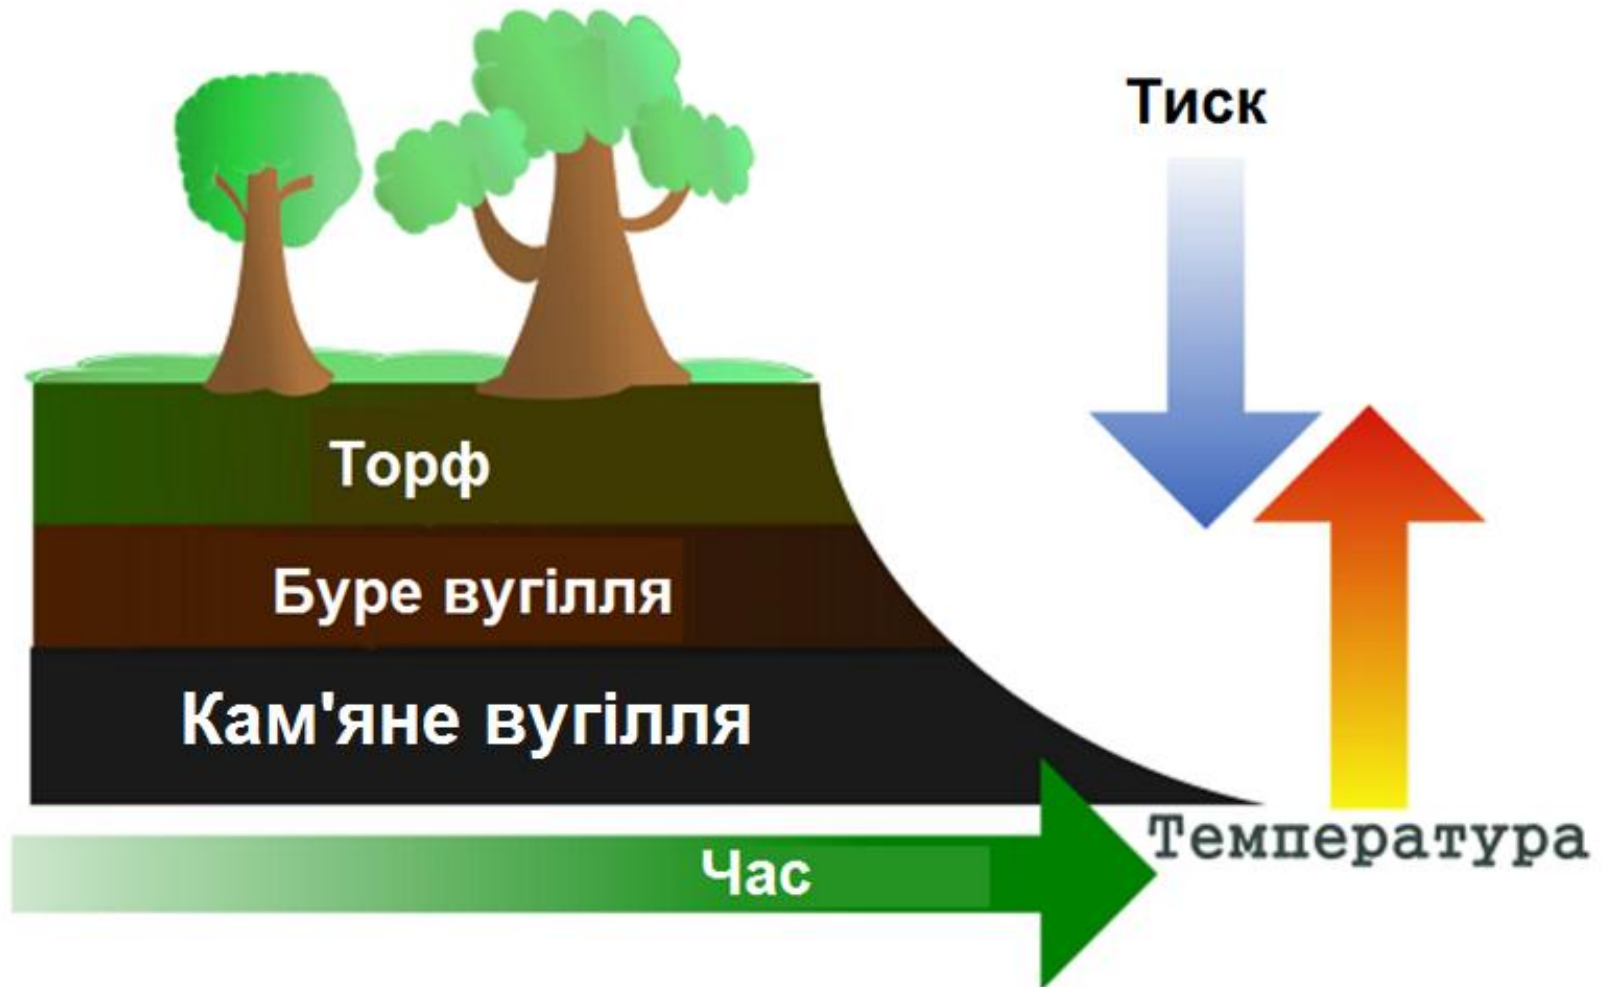 Тиск
Торф
Буре вугілля
Кам'яне вугілля
Температура
Час